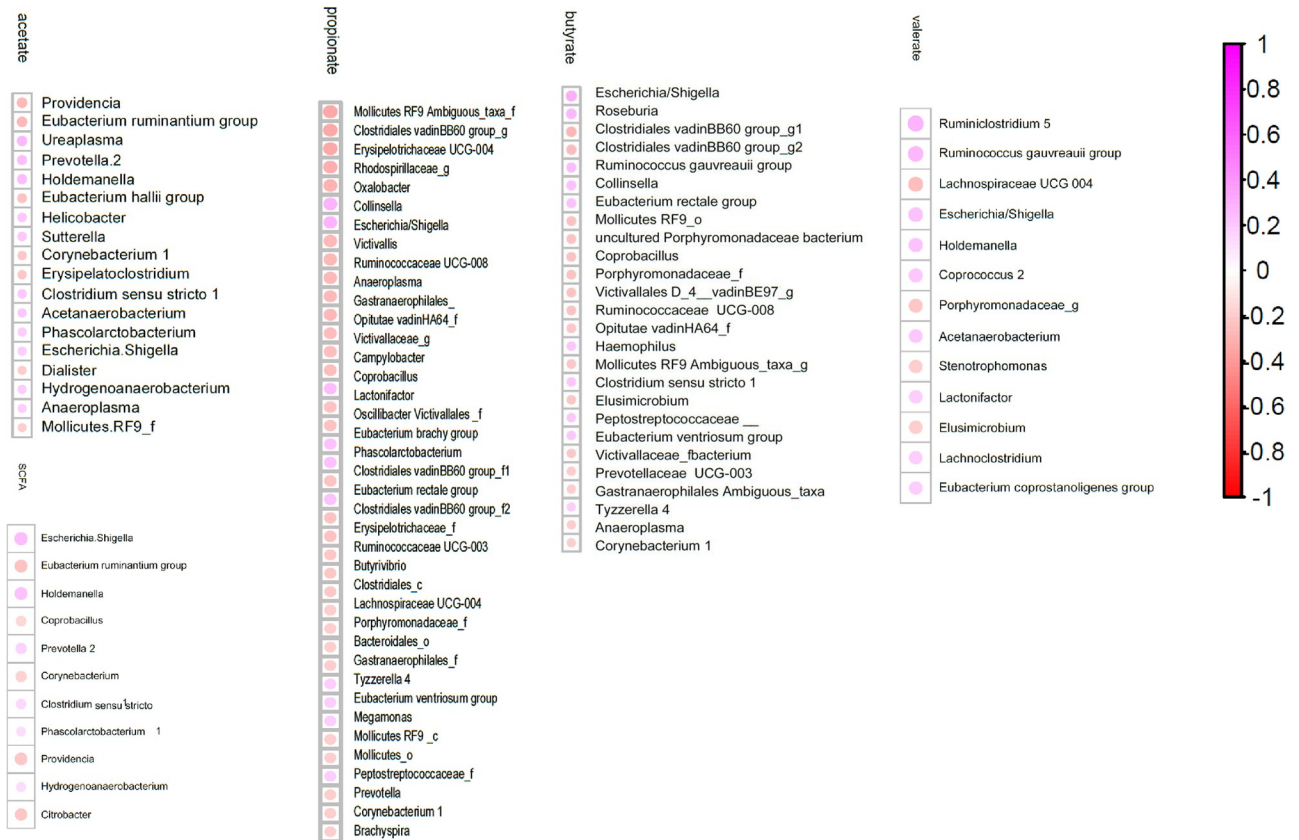 acetate
Providencia
Eubacterium ruminantium group
Ureaplasma
Prevotella.2
Holdemanella
Eubacterium hallii group
Helicobacter
Sutterella
Corynebacterium 1
Erysipelatoclostridium
Clostridium sensu stricto 1
Acetanaerobacterium
Phascolarctobacterium
Escherichia.Shigella
Dialister
Hydrogenoanaerobacterium
Anaeroplasma
Mollicutes.RF9_f
SCFA
Escherichia.Shigella
Eubacterium ruminantium group
Holdemanella
Coprobacillus
Prevotella 2
Corynebacterium
Clostridium sensu 1 stricto
Phascolarctobacterium 1
Providencia
Hydrogenoanaerobacterium
Citrobacter
propionate
Mollicutes RF9 Ambiguous_taxa_f
Clostridiales vadinBB60 group_g
Erysipelotrichaceae UCG-004
Rhodospirillaceae_g
Oxalobacter
Collinsella
Escherichia/Shigella
Victivallis
Ruminococcaceae UCG-008
Anaeroplasma
Gastranaerophilales_
Opitutae vadinHA64_f
Victivallaceae_g
Campylobacter
Coprobacillus
Lactonifactor
Oscillibacter Victivallales_f
Eubacterium brachy group
Phascolarctobacterium
Clostridiales vadinBB60 group_f1
Eubacterium rectale group
Clostridiales vadinBB60 group_f2
Erysipelotrichaceae_f
Ruminococcaceae UCG-003
Butyrivibrio
Clostridiales_c
Lachnospiraceae UCG-004
Porphyromonadaceae_f
Bacteroidales_o
Gastranaerophilales_f
Tyzzerella 4
Eubacterium ventriosum group
Megamonas
Mollicutes RF9 _c
Mollicutes_o
Peptostreptococcaceae_f
Prevotella
Corynebacterium 1
Brachyspira
butyrate
Escherichia/Shigella
Roseburia
Clostridiales vadinBB60 group_g1
Clostridiales vadinBB60 group_g2
Ruminococcus gauvreauii group
Collinsella
Eubacterium rectale group
Mollicutes RF9_o
uncultured Porphyromonadaceae bacterium
Coprobacillus
Porphyromonadaceae_f
Victivallales D_4__vadinBE97_g
Ruminococcaceae UCG-008
Opitutae vadinHA64_f
Haemophilus
Mollicutes RF9 Ambiguous_taxa_g
Clostridium sensu stricto 1
Elusimicrobium
Peptostreptococcaceae __
Eubacterium ventriosum group
Victivallaceae_fbacterium
Prevotellaceae UCG-003
Gastranaerophilales Ambiguous_taxa
Tyzzerella 4
Anaeroplasma
Corynebacterium 1
valerate
Ruminiclostridium 5
Ruminococcus gauvreauii group
Lachnospiraceae UCG 004
Escherichia/Shigella
Holdemanella
Coprococcus 2
Porphyromonadaceae_g
Acetanaerobacterium
Stenotrophomonas
Lactonifactor
Elusimicrobium
Lachnoclostridium
Eubacterium coprostanoligenes group
1
0.8
0.6
0.4
0.2
0
-0.2
-0.4
-0.6
-0.8
-1